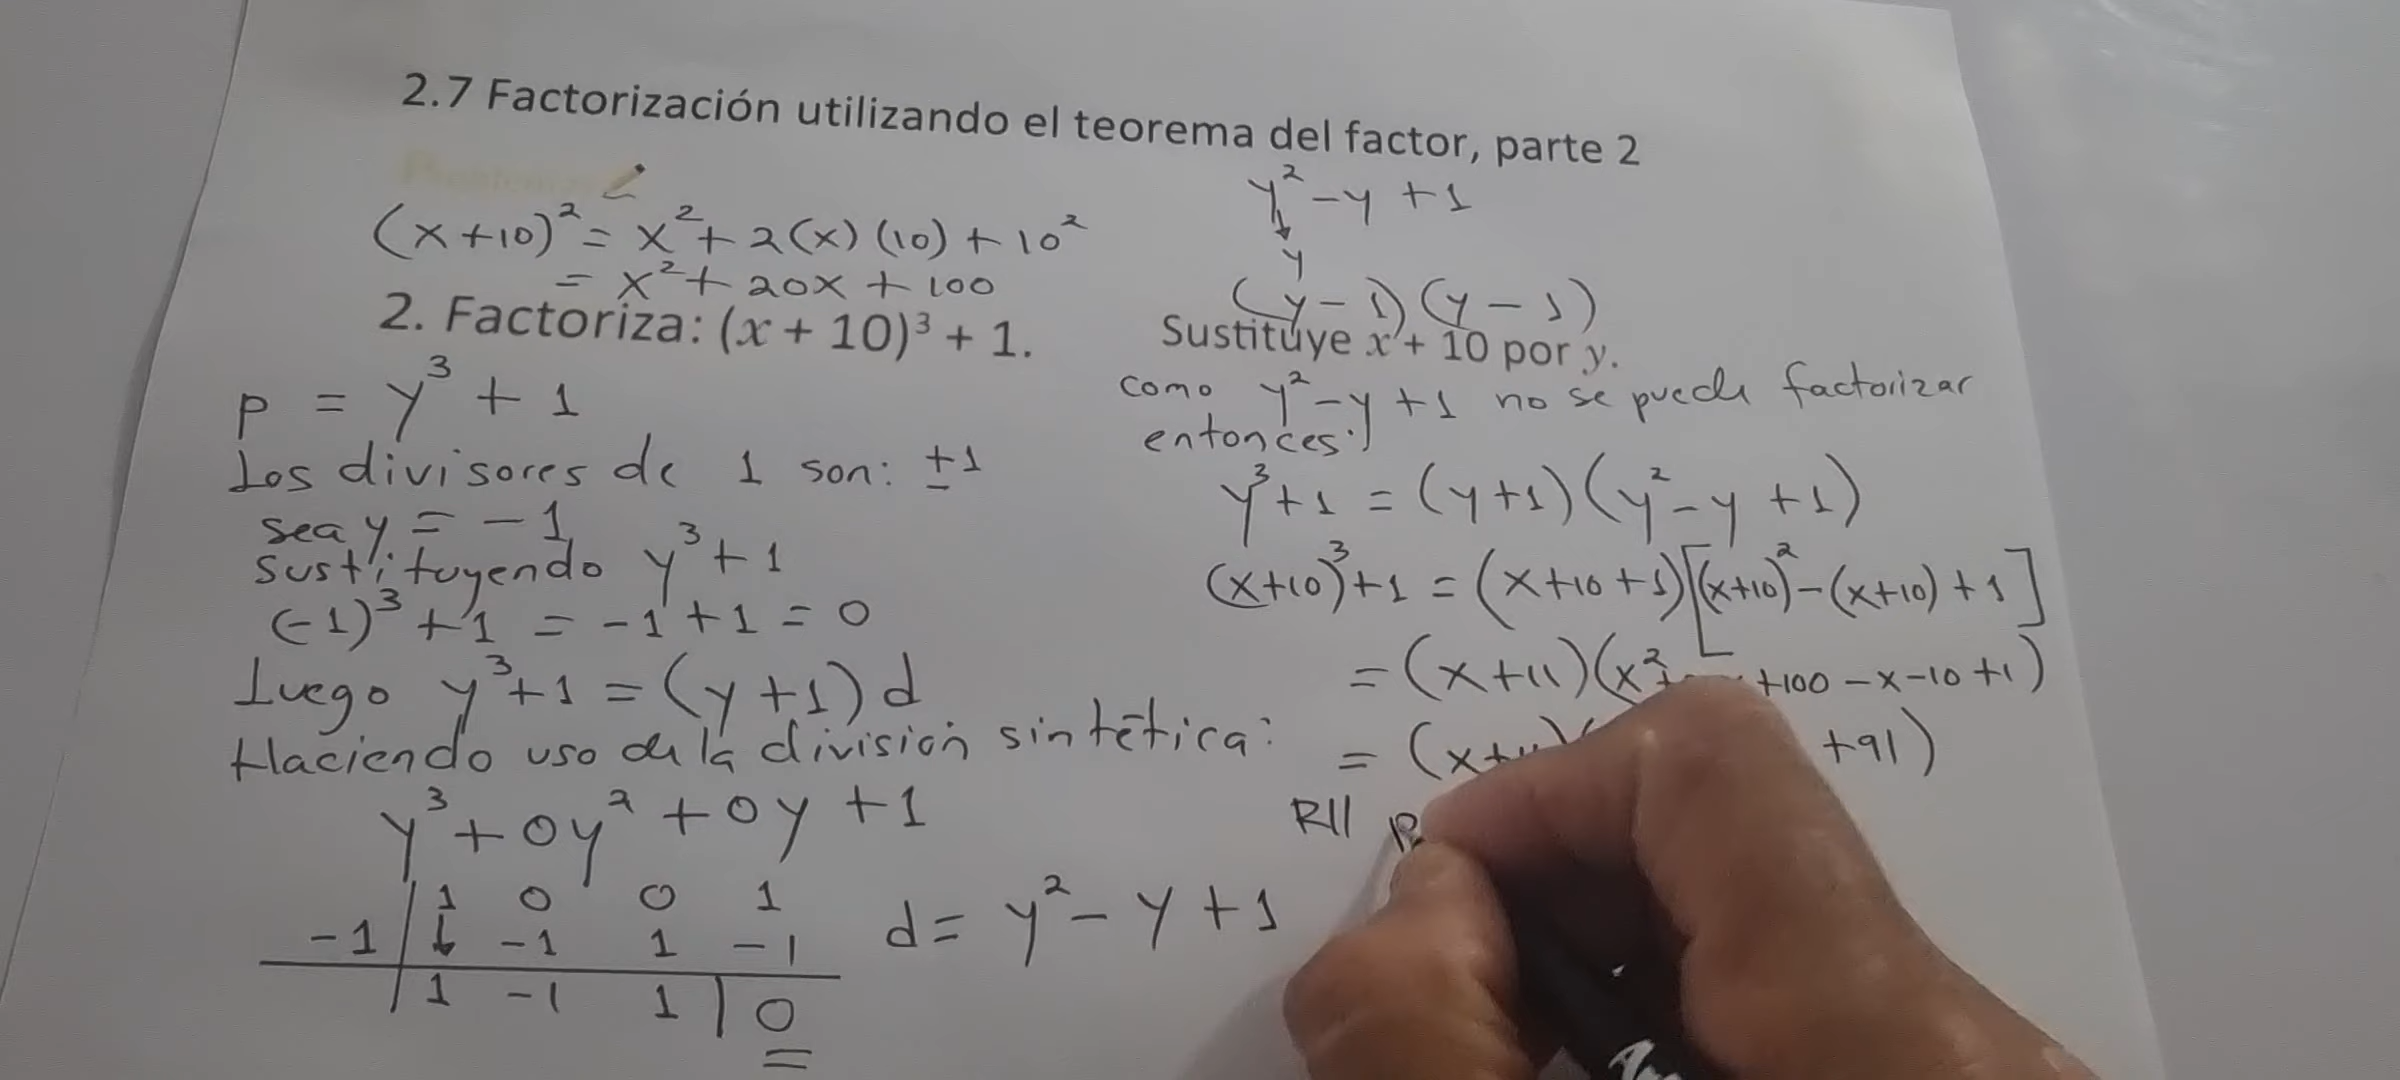 2.7 Factorización utilizando el teorema del factor, parte 2
(x+10)² = x² + 2(x)(10) + 10²
= x² + 20x + 100
2. Factoriza: (x + 10)³ + 1.
p = y³ + 1
Los divisores de 1 son: ±1
sea y = -1
sustituyendo y³ + 1
(-1)³ + 1 = -1 + 1 = 0
Luego y³+1 = (y+1)d
Haciendo uso de la división sintética:
y³ + 0y² + 0y + 1
1 0 0 1
-1 | ↓ -1 1 -1
1 -1 1 | 0
d = y² - y + 1
y² - y + 1
y
(y - 1)(y - 1)
Sustituye x + 10 por y.
como y² - y + 1 no se puede factorizar
entonces:
y³+1 = (y+1)(y² - y + 1)
(x+10)³+1 = (x+10+1)[(x+10)² - (x+10) + 1]
= (x+11)(x² +100 - x - 10 + 1)
= (x+11)( +91)
R//